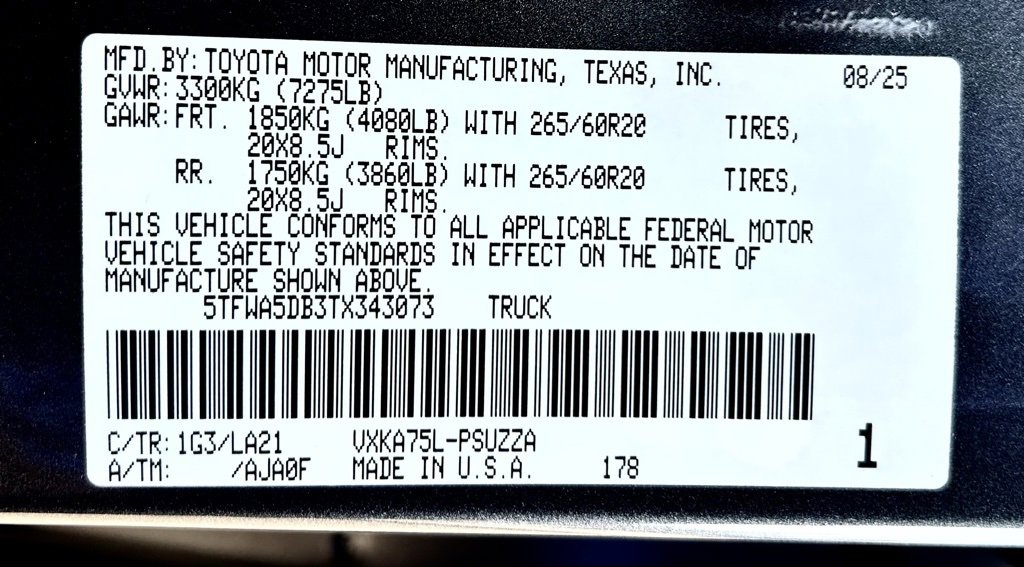 MFD.BY: TOYOTA MOTOR MANUFACTURING, TEXAS, INC. 08/25
GVWR: 3300KG (7275LB)
GAWR: FRT. 1850KG (4080LB) WITH 265/60R20 TIRES,
20X8.5J RIMS.
RR. 1750KG (3860LB) WITH 265/60R20 TIRES,
20X8.5J RIMS.
THIS VEHICLE CONFORMS TO ALL APPLICABLE FEDERAL MOTOR
VEHICLE SAFETY STANDARDS IN EFFECT ON THE DATE OF
MANUFACTURE SHOWN ABOVE.
5TFWA5DB3TX343073 TRUCK
C/TR: 1G3/LA21 VXKA75L-PSUZZA
A/TM: /AJA0F MADE IN U.S.A. 178
1